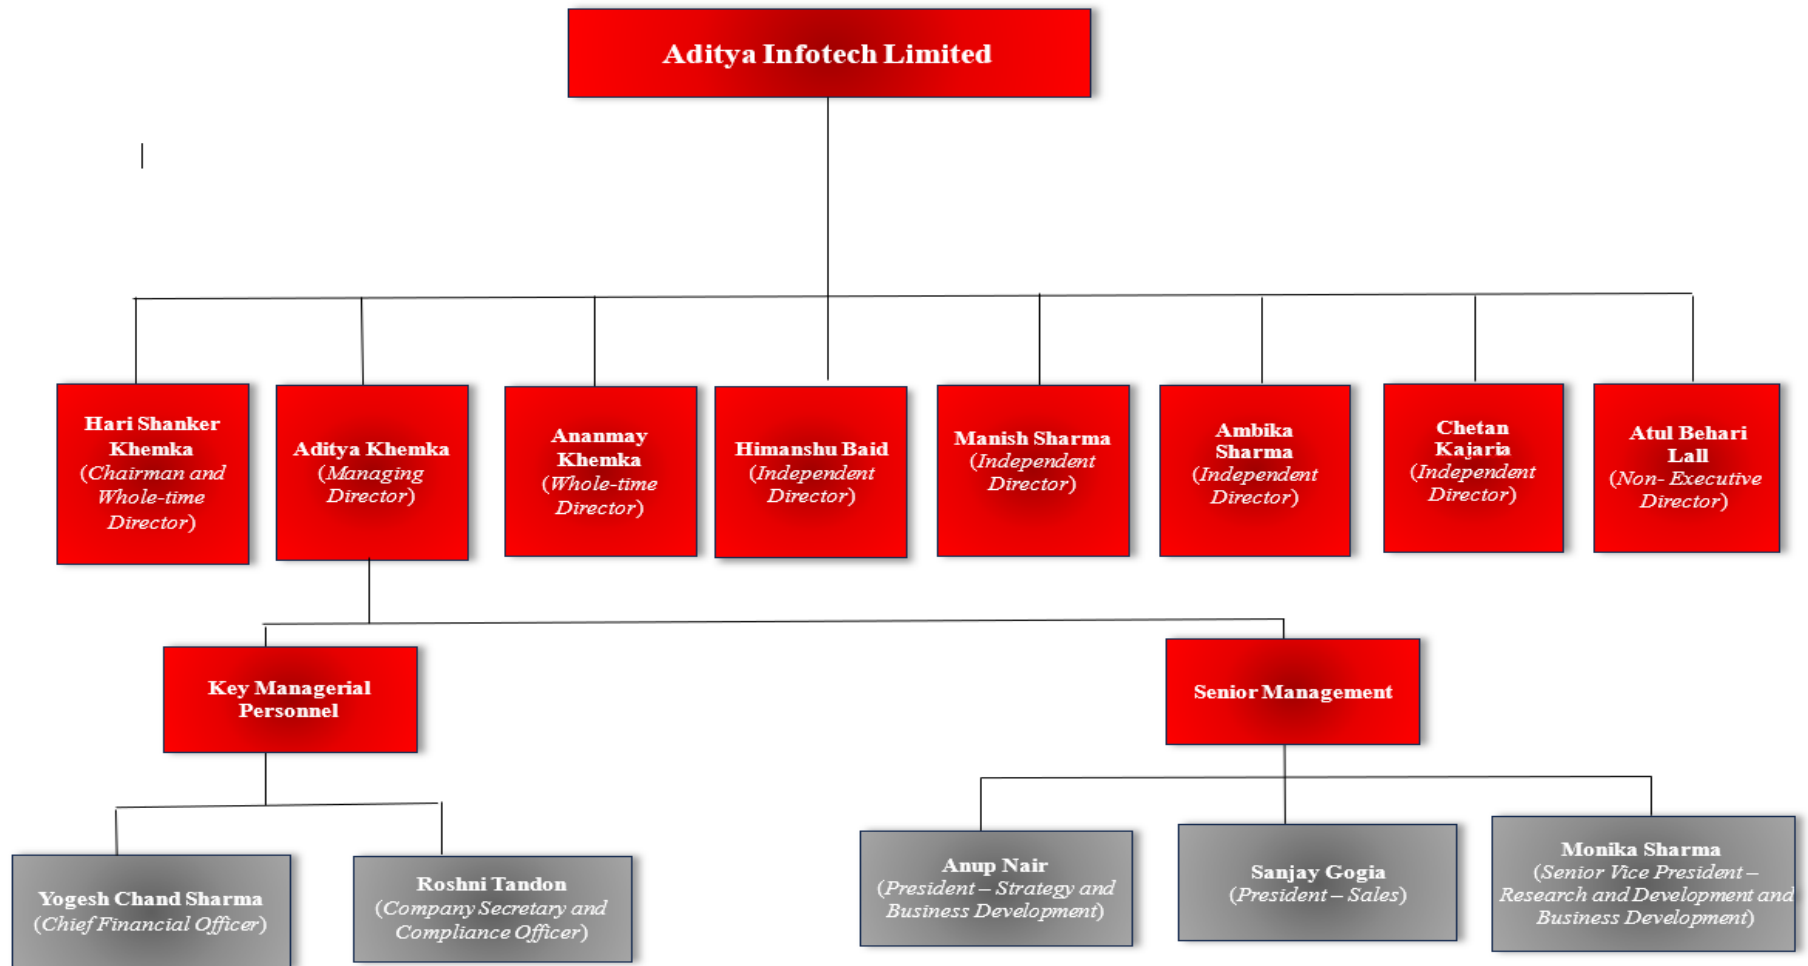 Aditya Infotech Limited
Hari Shanker
Khemka
(Chairman and
Whole-time
Director)
Aditya Khemka
(Managing
Director)
Ananmay
Khemka
(Whole-time
Director)
Himanshu Baid
(Independent
Director)
Manish Sharma
(Independent
Director)
Ambika
Sharma
(Independent
Director)
Chetan
Kajaria
(Independent
Director)
Atul Behari
Lall
(Non- Executive
Director)
Key Managerial
Personnel
Senior Management
Yogesh Chand Sharma
(Chief Financial Officer)
Roshni Tandon
(Company Secretary and
Compliance Officer)
Anup Nair
(President – Strategy and
Business Development)
Sanjay Gogia
(President – Sales)
Monika Sharma
(Senior Vice President –
Research and Development and
Business Development)